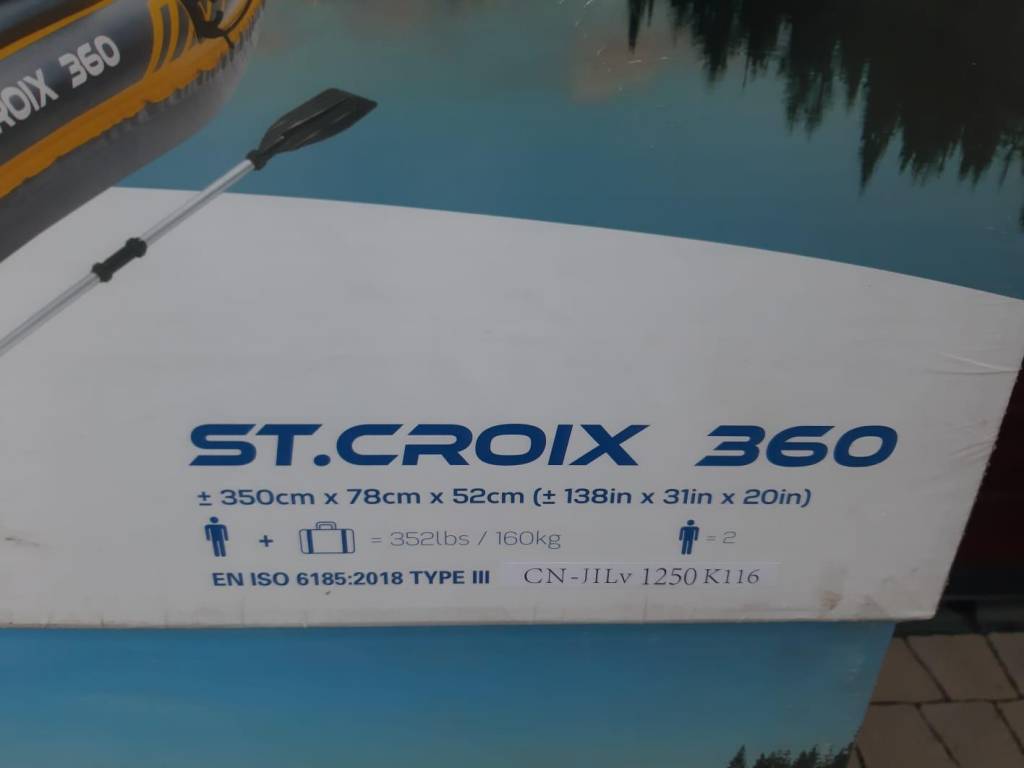 ROIX 360
ST.CROIX 360
± 350cm x 78cm x 52cm (± 138in x 31in x 20in)
+ = 352lbs / 160kg = 2
EN ISO 6185:2018 TYPE III CN-JILv 1250 K116